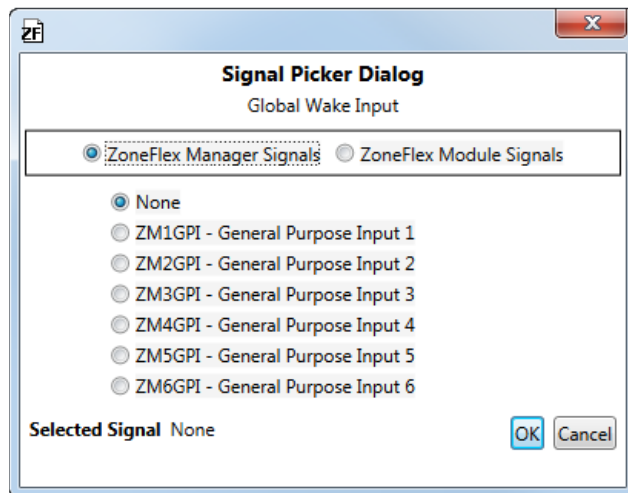 ZF
Signal Picker Dialog
Global Wake Input
ZoneFlex Manager Signals ZoneFlex Module Signals
None
ZM1GPI - General Purpose Input 1
ZM2GPI - General Purpose Input 2
ZM3GPI - General Purpose Input 3
ZM4GPI - General Purpose Input 4
ZM5GPI - General Purpose Input 5
ZM6GPI - General Purpose Input 6
Selected Signal None OK Cancel